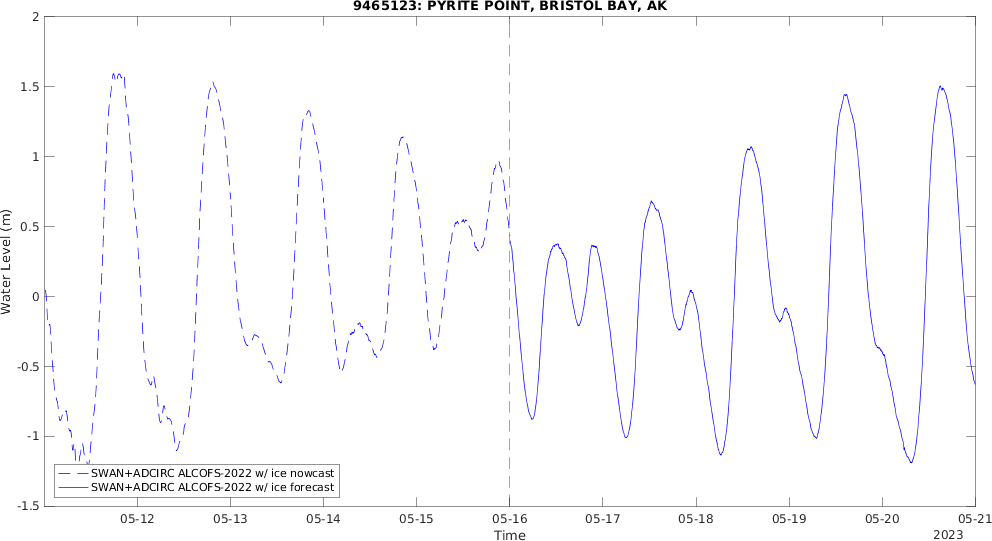 9465123: PYRITE POINT, BRISTOL BAY, AK
Water Level (m)
2
1.5
1
0.5
0
-0.5
-1
-1.5
SWAN+ADCIRC ALCOFS-2022 w/ ice nowcast
SWAN+ADCIRC ALCOFS-2022 w/ ice forecast
05-12 05-13 05-14 05-15 05-16 05-17 05-18 05-19 05-20 05-21
Time
2023